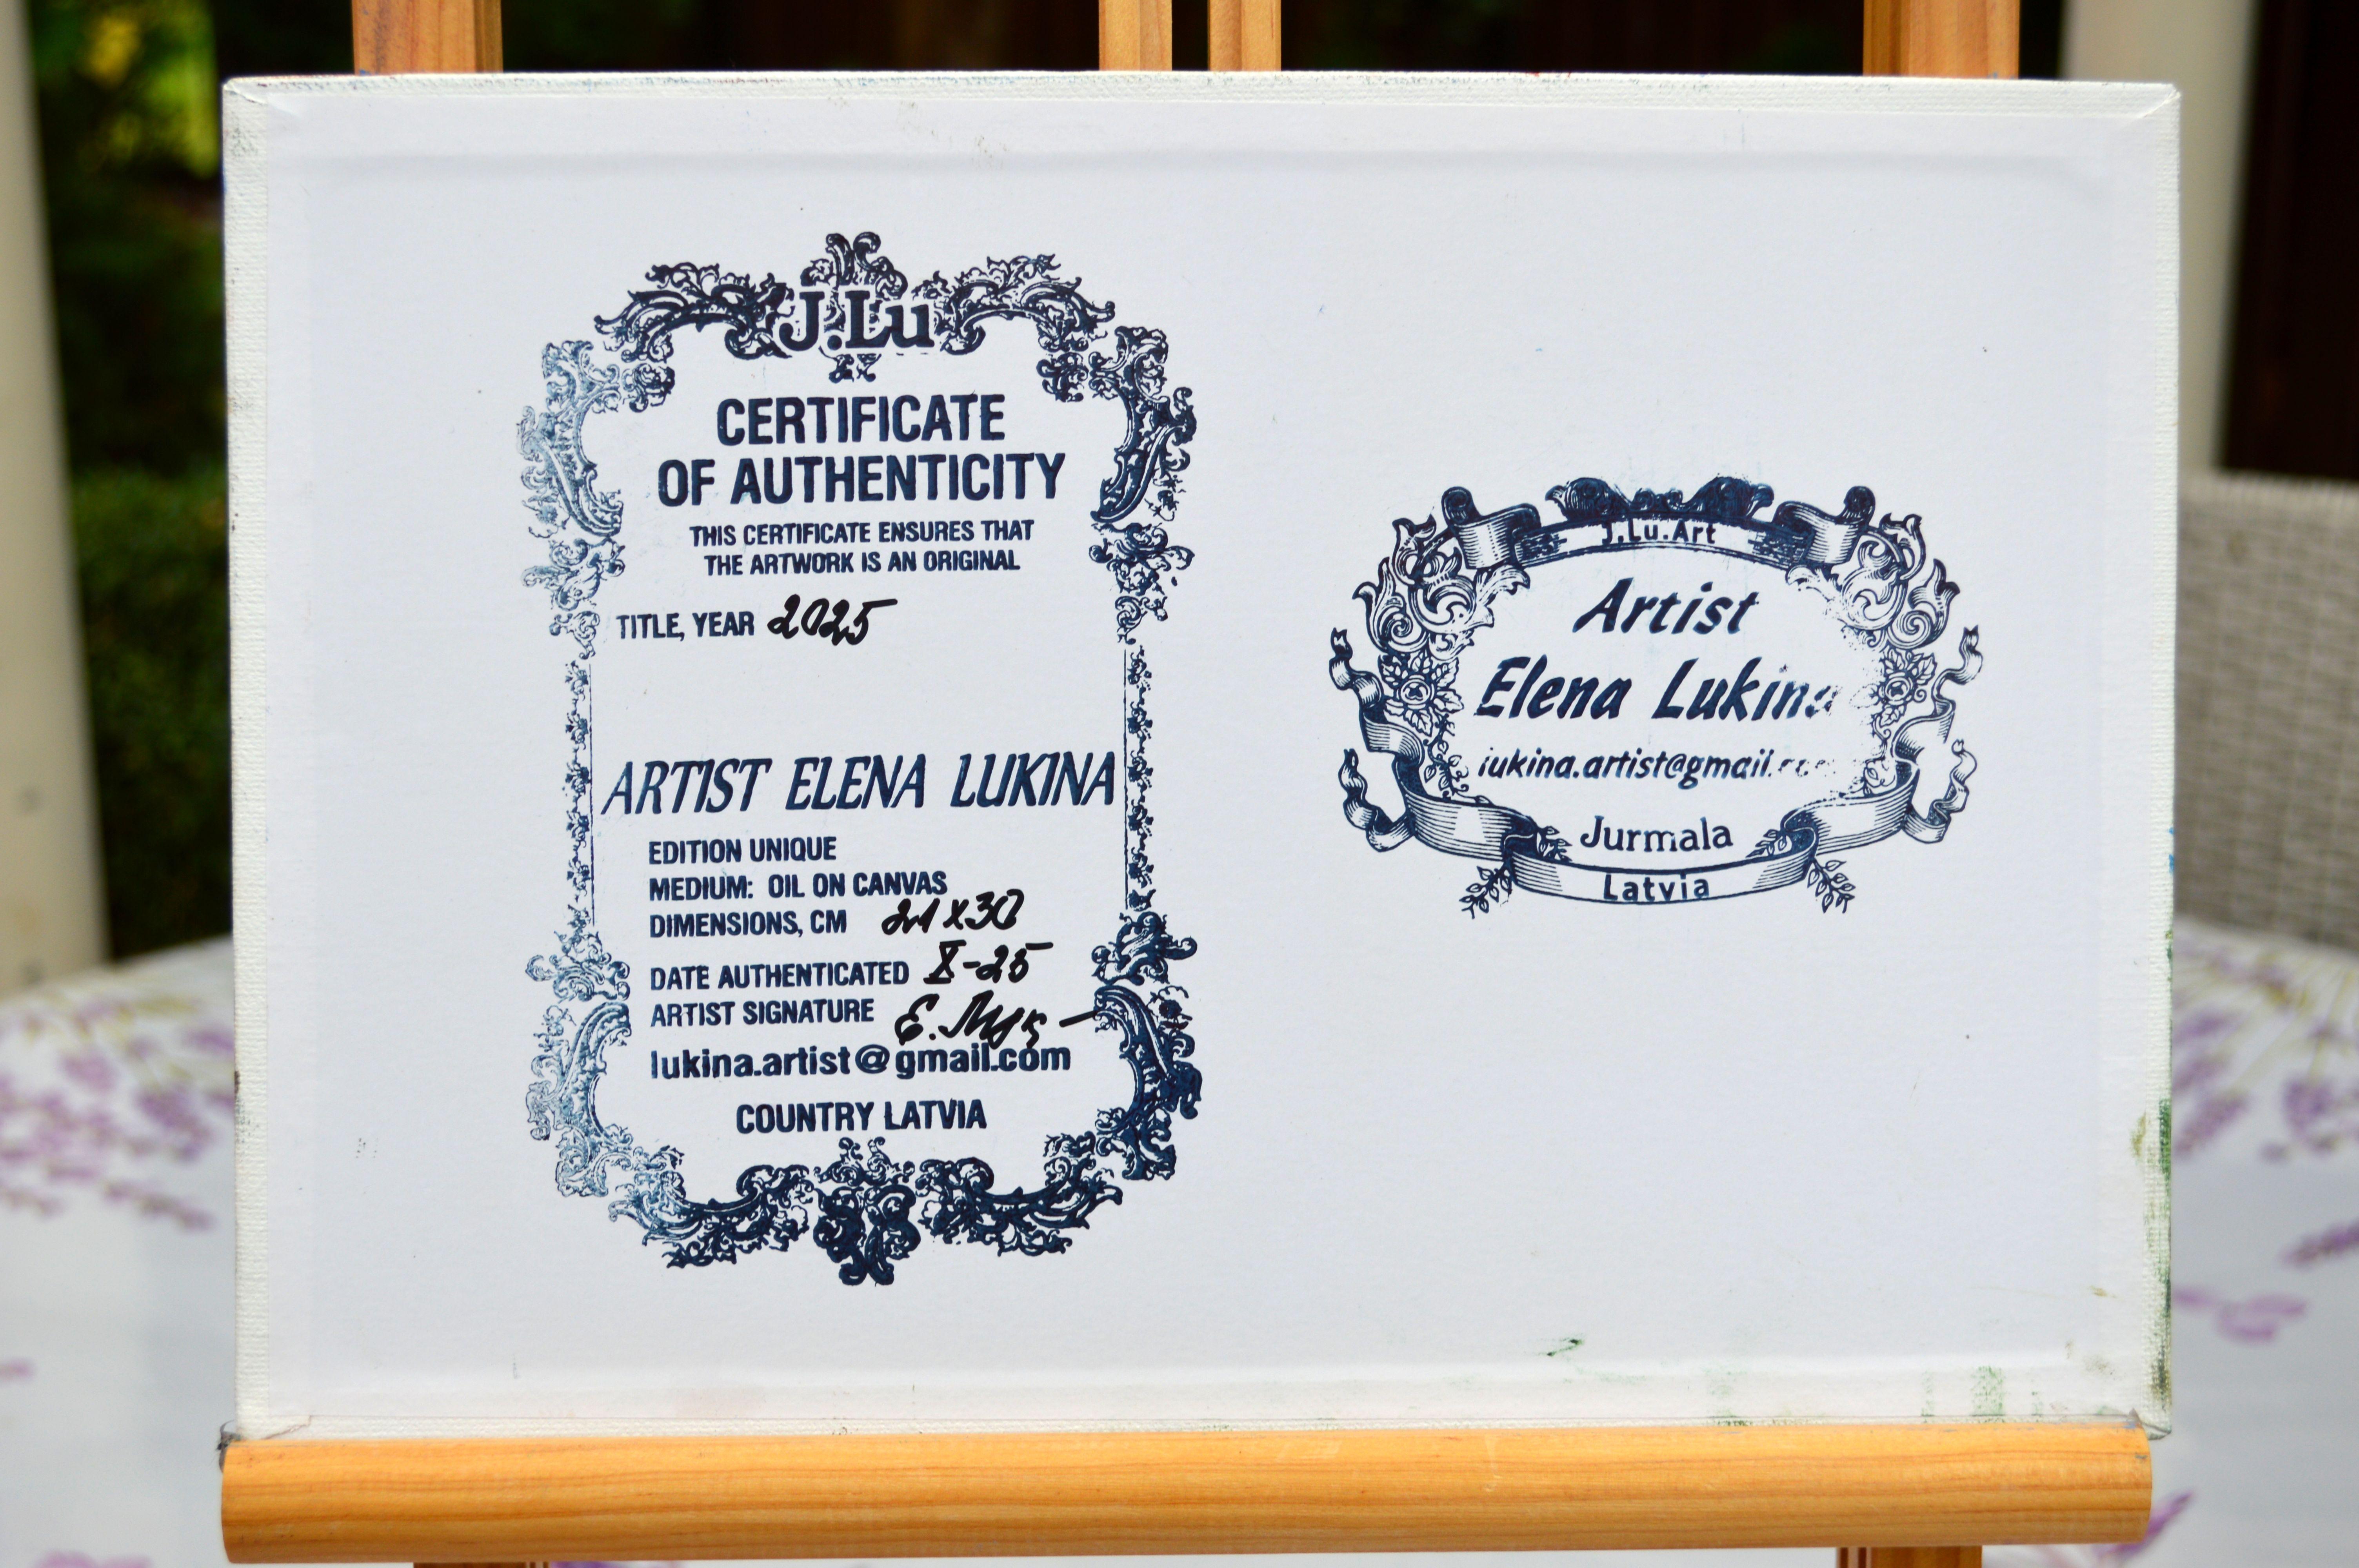 J.Lu
CERTIFICATE
OF AUTHENTICITY
THIS CERTIFICATE ENSURES THAT
THE ARTWORK IS AN ORIGINAL
TITLE, YEAR 2025
ARTIST ELENA LUKINA
EDITION UNIQUE
MEDIUM: OIL ON CANVAS
DIMENSIONS, CM 21x30
DATE AUTHENTICATED X-25
ARTIST SIGNATURE
lukina.artist@gmail.com
COUNTRY LATVIA
J.Lu.Art
Artist
Elena Lukina
lukina.artist@gmail.com
Jurmala
Latvia